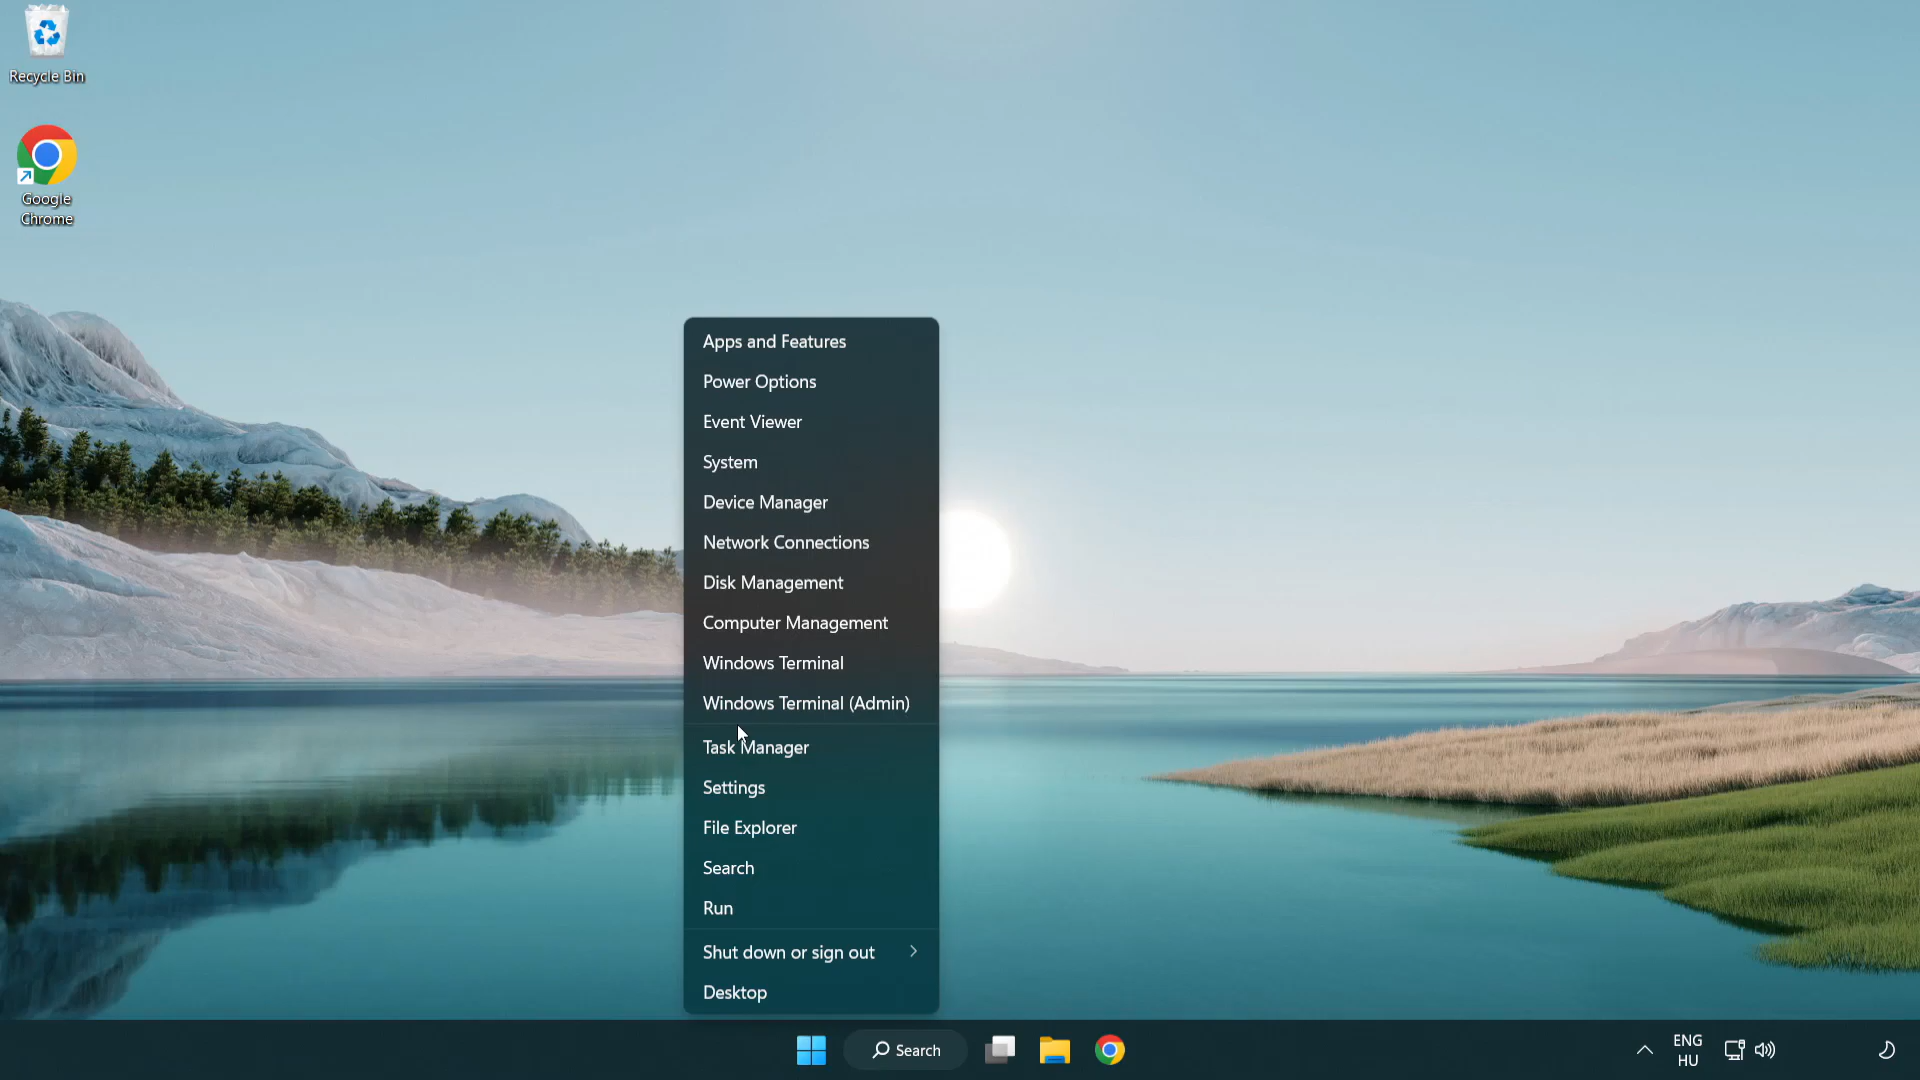 Recycle Bin
Google
Chrome
Apps and Features
Power Options
Event Viewer
System
Device Manager
Network Connections
Disk Management
Computer Management
Windows Terminal
Windows Terminal (Admin)
Task Manager
Settings
File Explorer
Search
Run
Shut down or sign out
Desktop
Search
ENG
HU